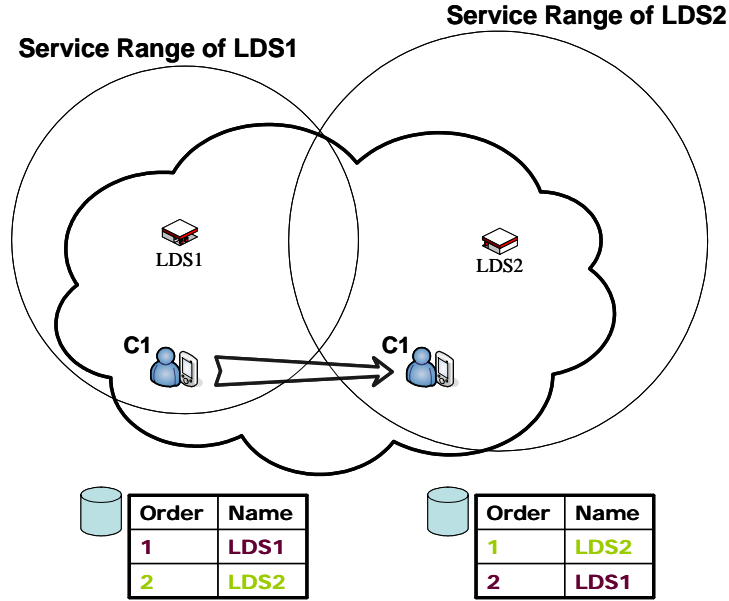 Service Range of LDS2
Service Range of LDS1
LDS1
LDS2
C1
C1
Order Name
1 LDS1
2 LDS2
Order Name
1 LDS2
2 LDS1